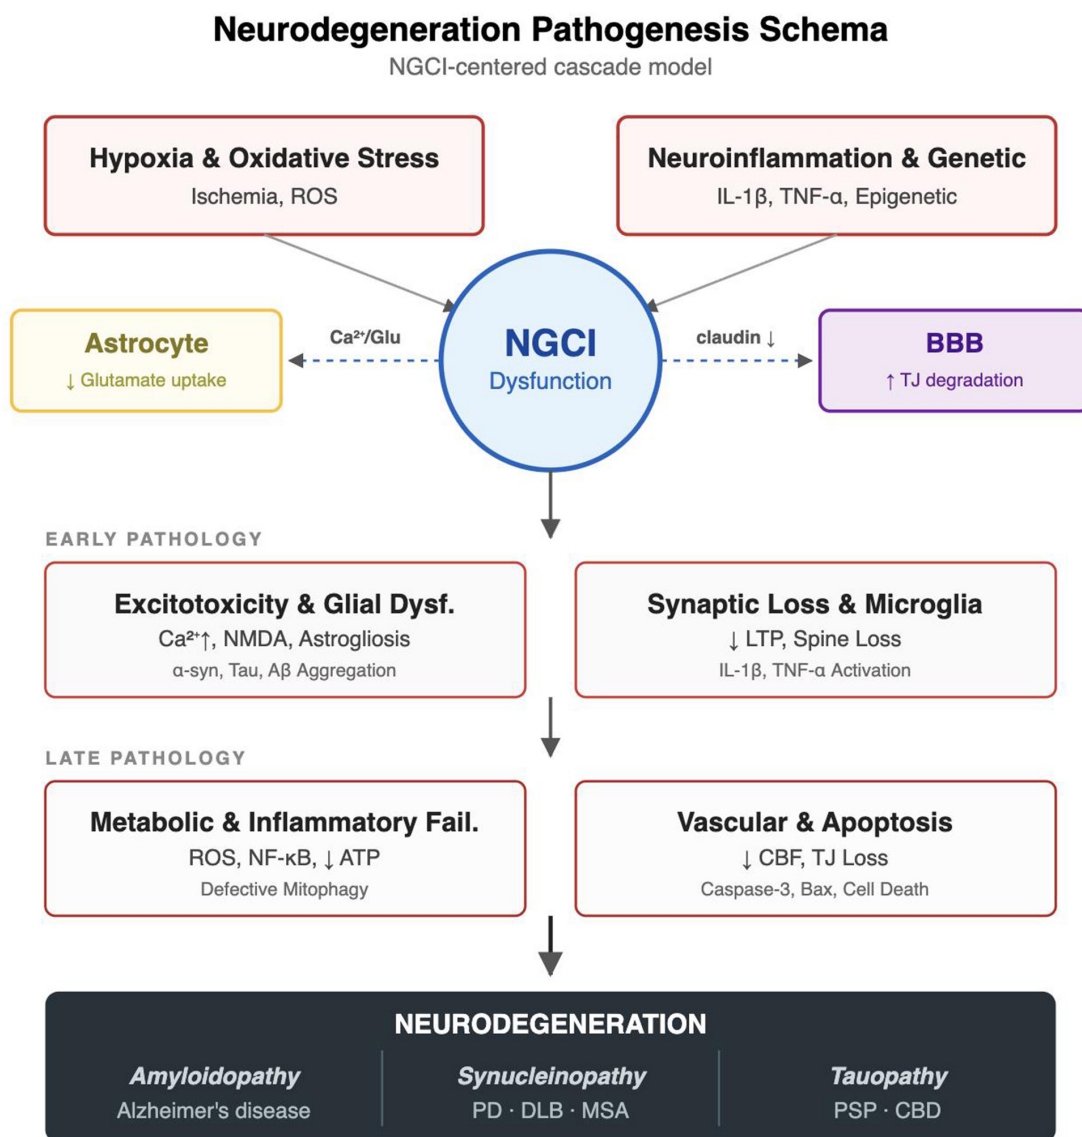 Neurodegeneration Pathogenesis Schema
NGCI-centered cascade model
Hypoxia & Oxidative Stress
Ischemia, ROS
Neuroinflammation & Genetic
IL-1β, TNF-α, Epigenetic
Astrocyte
↓ Glutamate uptake
Ca²⁺/Glu
NGCI
Dysfunction
claudin ↓
BBB
↑ TJ degradation
EARLY PATHOLOGY
Excitotoxicity & Glial Dysf.
Ca²⁺↑, NMDA, Astrogliosis
α-syn, Tau, Aβ Aggregation
Synaptic Loss & Microglia
↓ LTP, Spine Loss
IL-1β, TNF-α Activation
LATE PATHOLOGY
Metabolic & Inflammatory Fail.
ROS, NF-κB, ↓ ATP
Defective Mitophagy
Vascular & Apoptosis
↓ CBF, TJ Loss
Caspase-3, Bax, Cell Death
NEURODEGENERATION
Amyloidopathy
Alzheimer's disease
Synucleinopathy
PD · DLB · MSA
Tauopathy
PSP · CBD